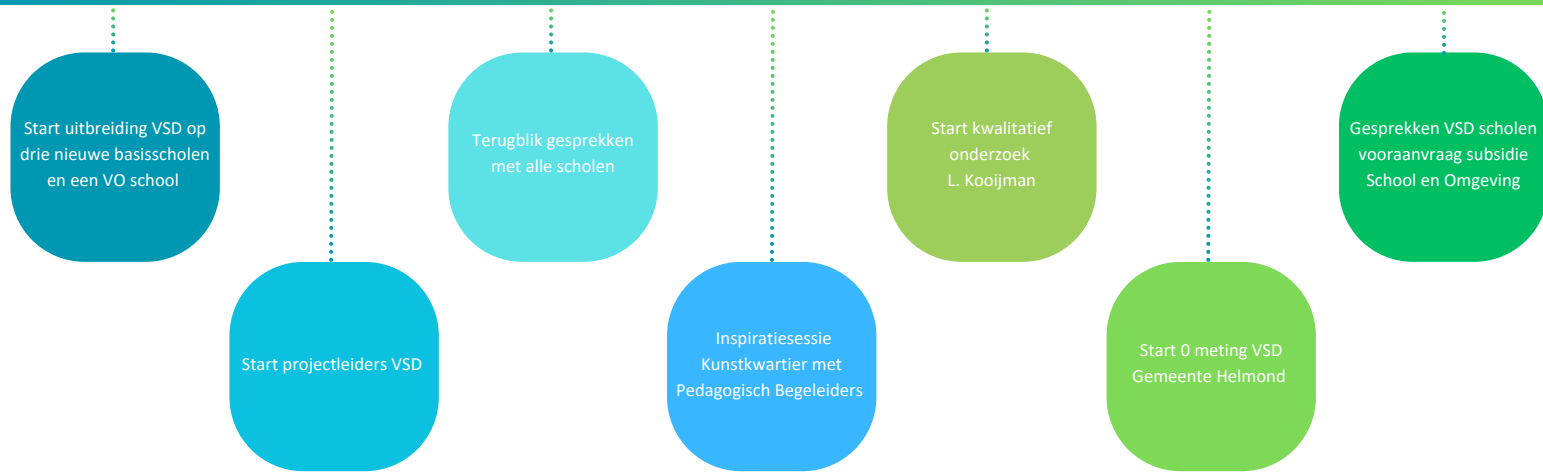 Start uitbreiding VSD op
drie nieuwe basisscholen
en een VO school
Start projectleiders VSD
Terugblik gesprekken
met alle scholen
Inspiratiesessie
Kunstkwartier met
Pedagogisch Begeleiders
Start kwalitatief
onderzoek
L. Kooijman
Start 0 meting VSD
Gemeente Helmond
Gesprekken VSD scholen
vooraanvraag subsidie
School en Omgeving